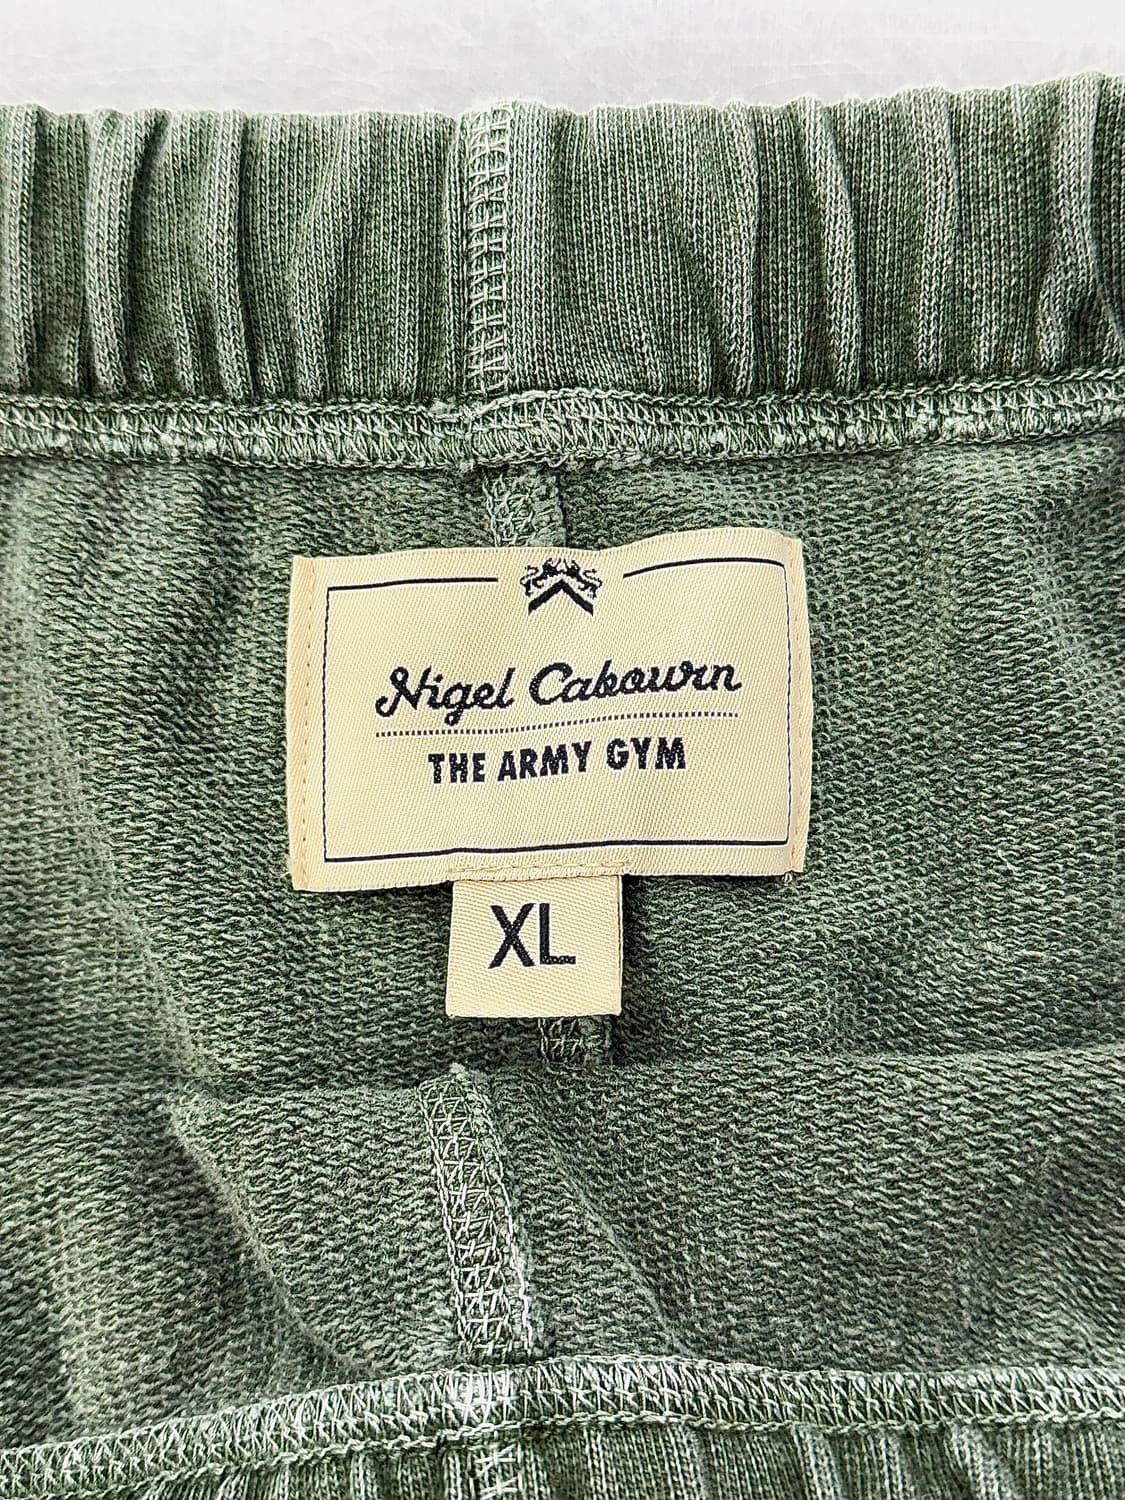 Nigel Cabourn
THE ARMY GYM
XL